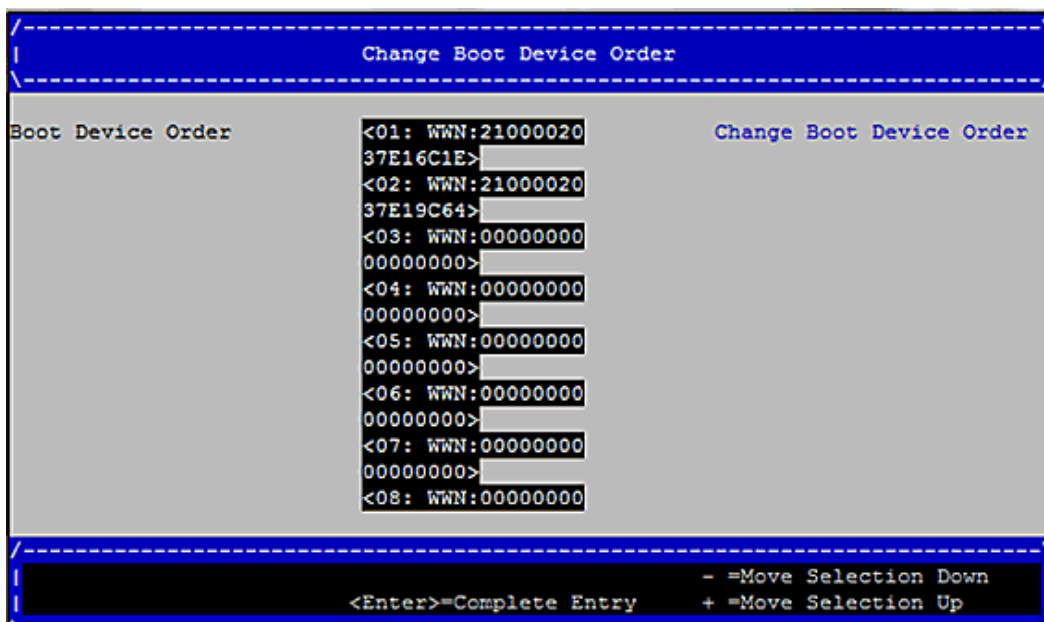 /------------------------------------------------------------------------------\
| Change Boot Device Order
\------------------------------------------------------------------------------/
Boot Device Order <01: WWN:21000020 Change Boot Device Order
37E16C1E>
<02: WWN:21000020
37E19C64>
<03: WWN:00000000
00000000>
<04: WWN:00000000
00000000>
<05: WWN:00000000
00000000>
<06: WWN:00000000
00000000>
<07: WWN:00000000
00000000>
<08: WWN:00000000
/------------------------------------------------------------------------------\
| - =Move Selection Down
| <Enter>=Complete Entry + =Move Selection Up